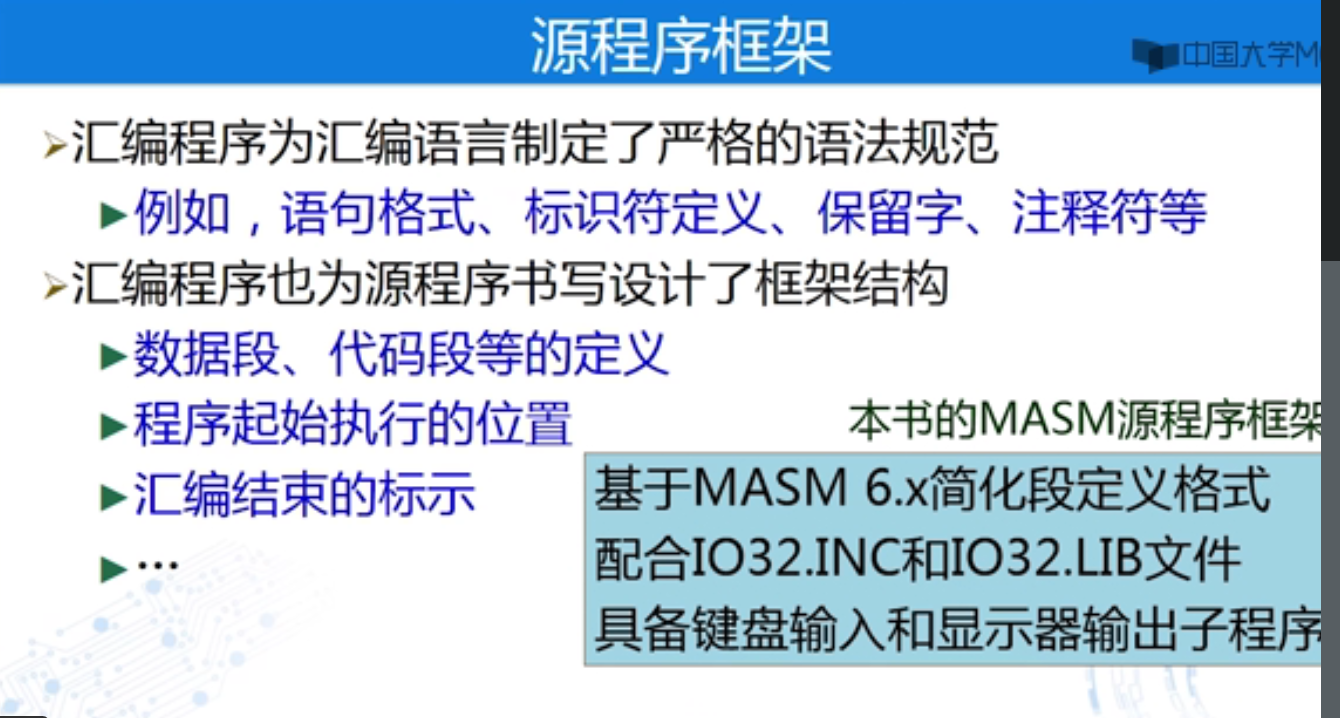 源程序框架
中国大学M
汇编程序为汇编语言制定了严格的语法规范
例如，语句格式、标识符定义、保留字、注释符等
汇编程序也为源程序书写设计了框架结构
数据段、代码段等的定义
程序起始执行的位置
本书的MASM源程序框架
汇编结束的标示
基于MASM 6.x简化段定义格式
配合IO32.INC和IO32.LIB文件
…
具备键盘输入和显示器输出子程序